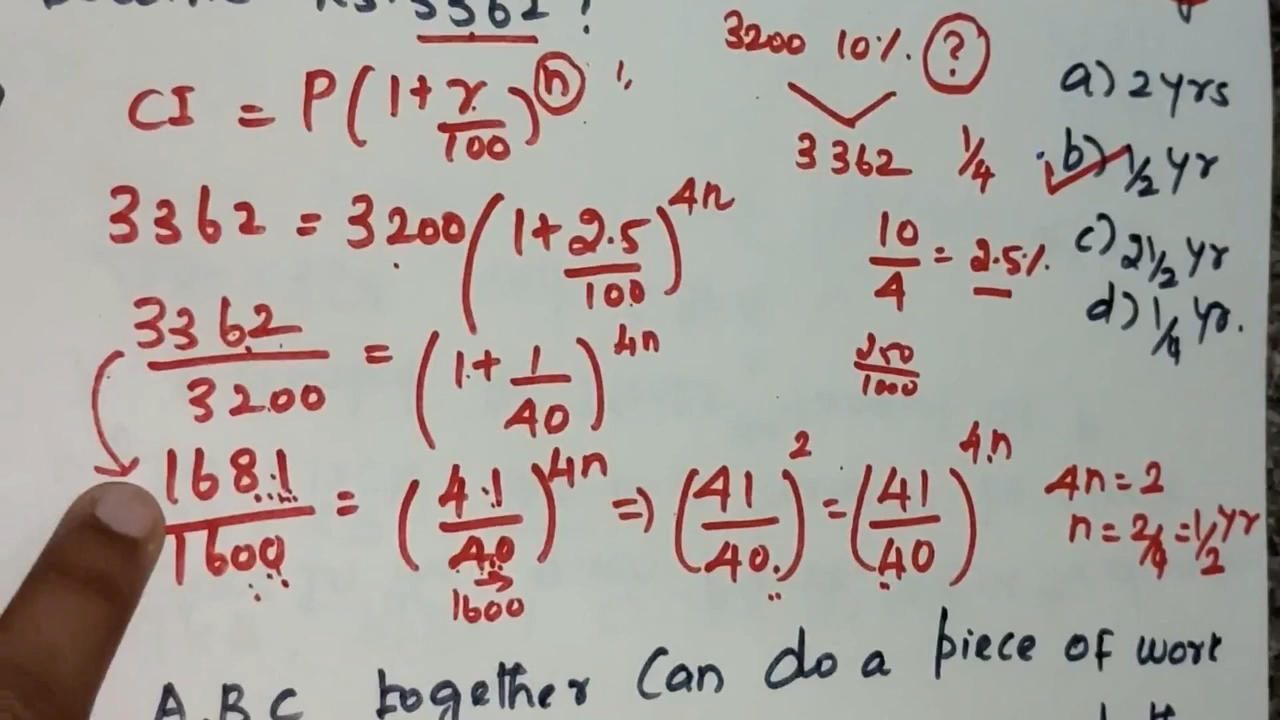 Rs. 3362?
3200 10%. ?
CI = P(1+r/100)^n
a) 2yrs
3362 1/4
b) 1/2 yr
3362 = 3200(1+2.5/100)^4n
10/4 = 2.5%.
c) 2 1/2 yr
d) 1/4 yr.
3362/3200 = (1+1/40)^4n
250/1000
1681/1600 = (41/40)^4n => (41/40)^2 = (41/40)^4n
4n = 2
n = 2/4 = 1/2 yr
1600
A,B,C together can do a piece of work